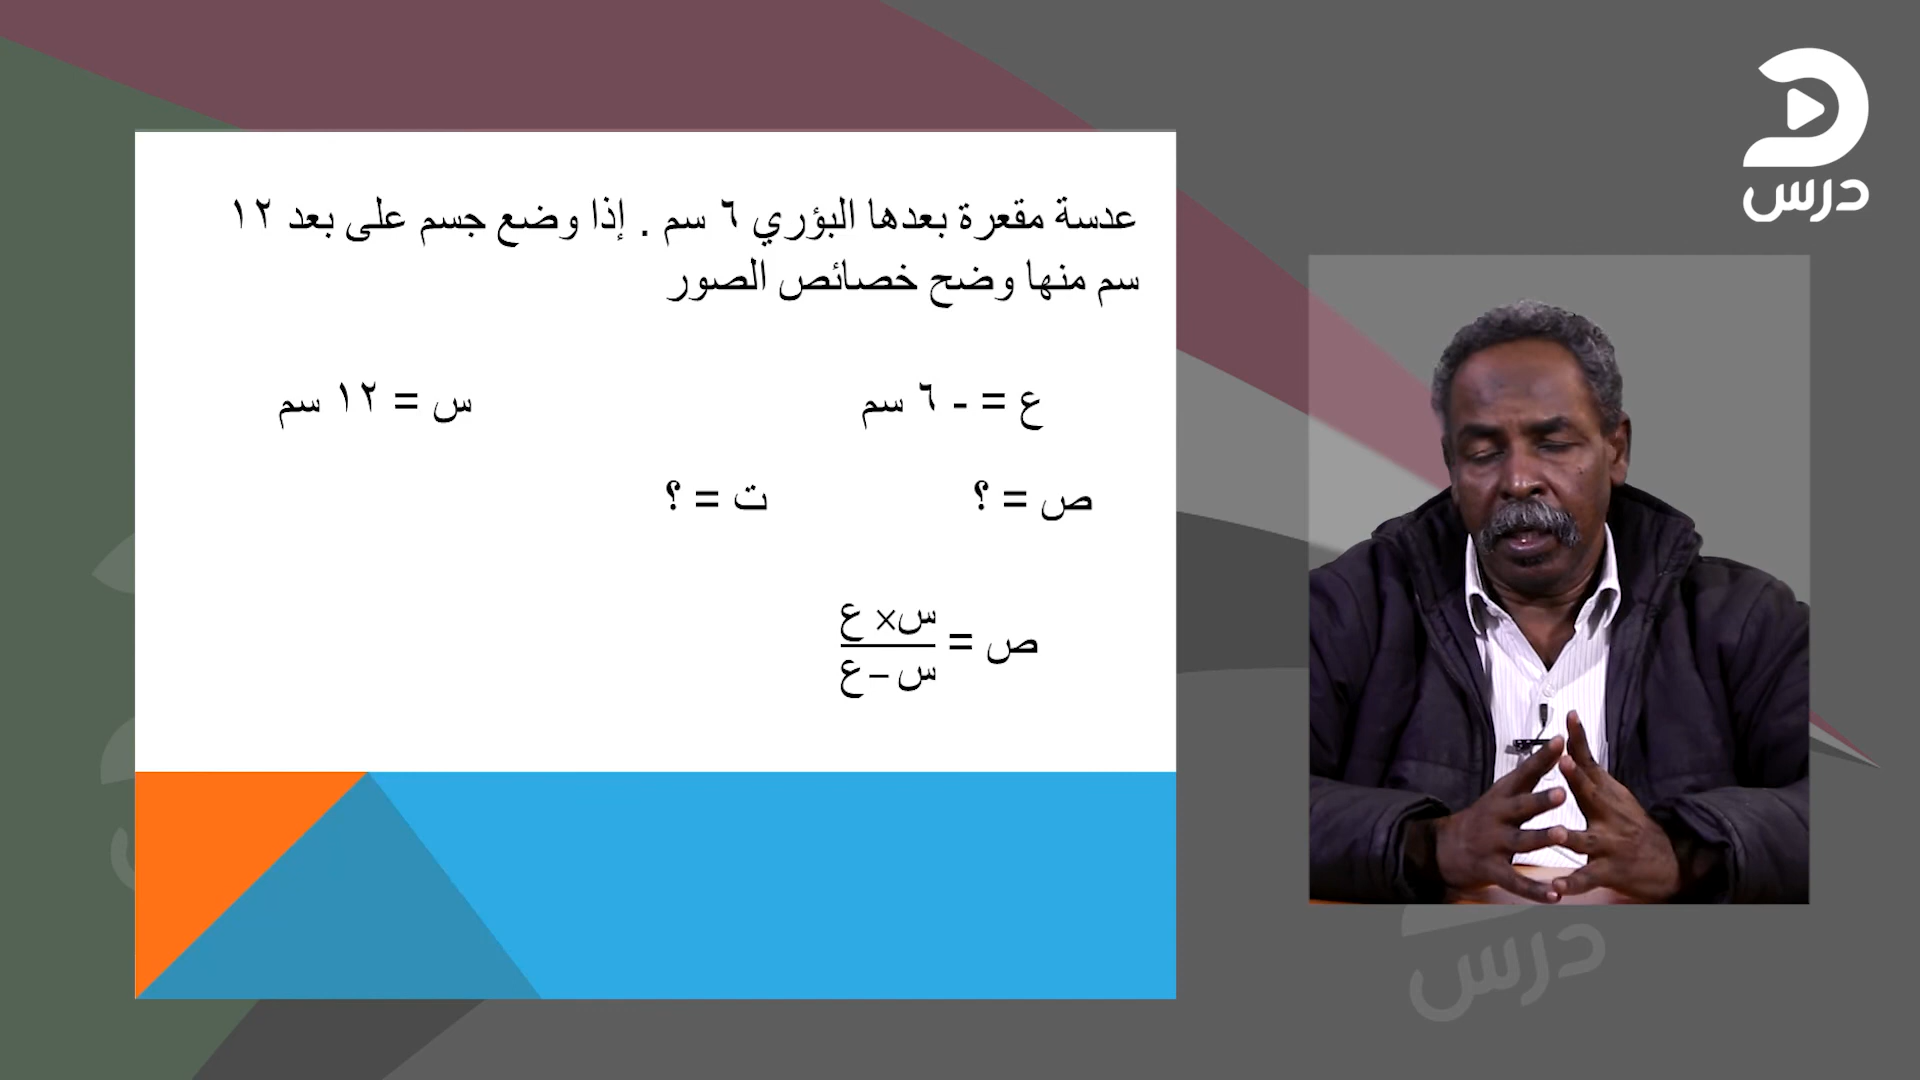 درس
عدسة مقعرة بعدها البؤري ٦ سم . إذا وضع جسم على بعد ١٢
سم منها وضح خصائص الصور
ع = - ٦ سم س = ١٢ سم
ص = ؟ ت = ؟
ص = س× ع / س – ع
درس